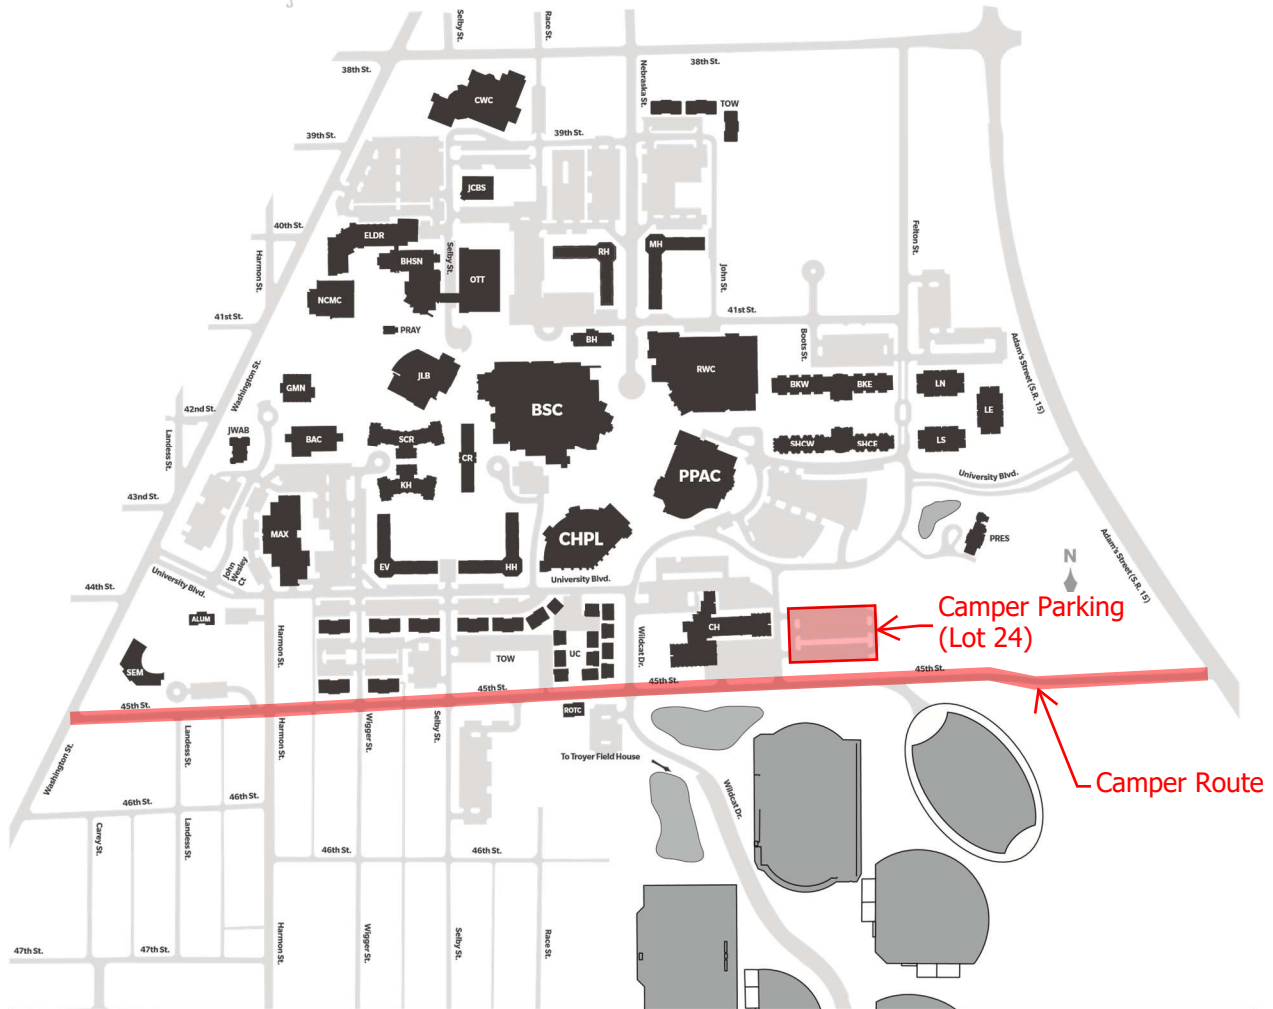 Selby St.
Race St.
38th St.
Nebraska St.
38th St.
CWC
TOW
39th St.
39th St.
JCBS
40th St.
ELDR
Harmon St.
BHSN
Selby St.
OTT
RH
MH
John St.
Felton St.
NCMC
41st St.
PRAY
41st St.
BH
Boots St.
Adam's Street (S.R. 15)
JLB
RWC
Washington St.
GMN
BSC
BKW
BKE
LN
LE
42nd St.
JWAB
Landess St.
BAC
SCR
CR
SHCW
SHCE
LS
KH
PPAC
University Blvd.
43rd St.
MAX
CHPL
PRES
Adam's Street (S.R. 15)
N
John
Wesley
Ct
EV
HH
University Blvd.
University Blvd.
44th St.
ALUM
Harmon St.
UC
TOW
Wildcat Dr.
CH
Camper Parking
(Lot 24)
SEM
45th St.
45th St.
45th St.
45th St.
ROTC
Landess St.
Harmon St.
Wigger St.
Selby St.
Washington St.
To Troyer Field House
Wildcat Dr.
Camper Route
46th St.
46th St.
Carey St.
Landess St.
46th St.
46th St.
47th St.
47th St.
Harmon St.
Wigger St.
Selby St.
Race St.